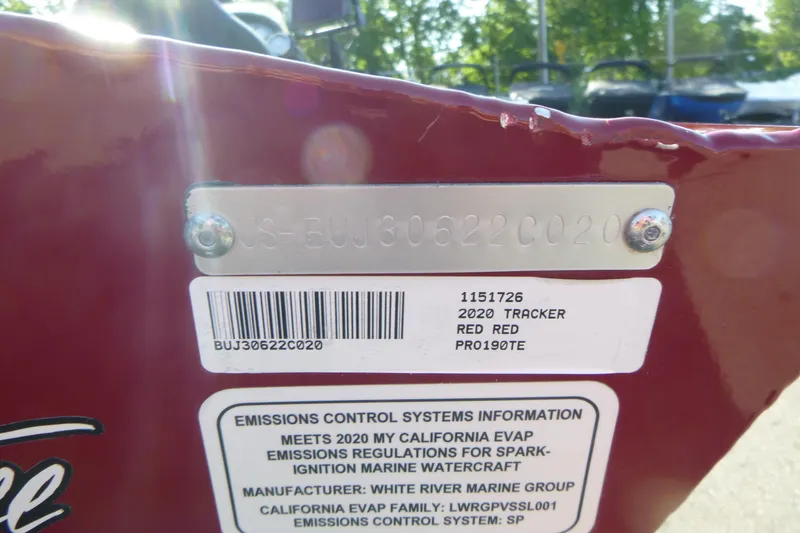 US-BUJ30622C020
1151726
2020 TRACKER
RED RED
BUJ30622C020
PRO190TE
EMISSIONS CONTROL SYSTEMS INFORMATION
MEETS 2020 MY CALIFORNIA EVAP
EMISSIONS REGULATIONS FOR SPARK-
IGNITION MARINE WATERCRAFT
MANUFACTURER: WHITE RIVER MARINE GROUP
CALIFORNIA EVAP FAMILY: LWRGPVSSL001
EMISSIONS CONTROL SYSTEM: SP